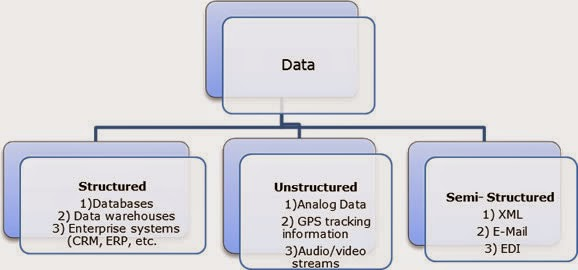 Data
Structured
1)Databases
2) Data warehouses
3) Enterprise systems
(CRM, ERP, etc.
Unstructured
1)Analog Data
2) GPS tracking
information
3)Audio/video
streams
Semi- Structured
1) XML
2) E-Mail
3) EDI